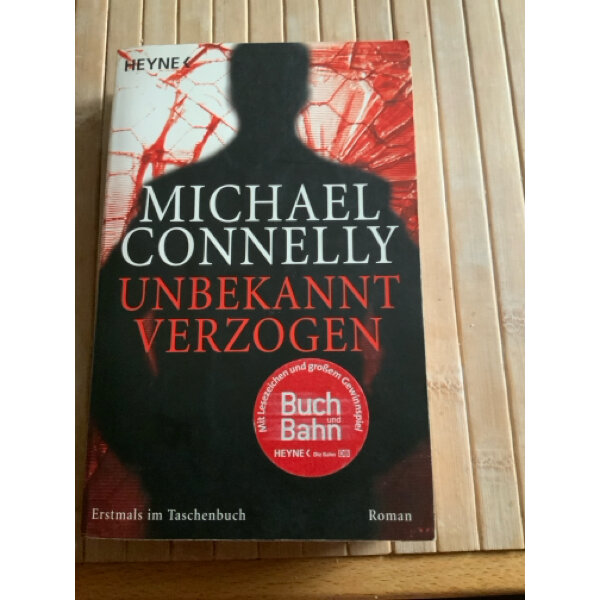 HEYNE
MICHAEL
CONNELLY
UNBEKANNT
VERZOGEN
Mit Lesezeichen und großem Gewinnspiel
Buch
und
Bahn
HEYNE Die Bahn DB
Erstmals im Taschenbuch
Roman